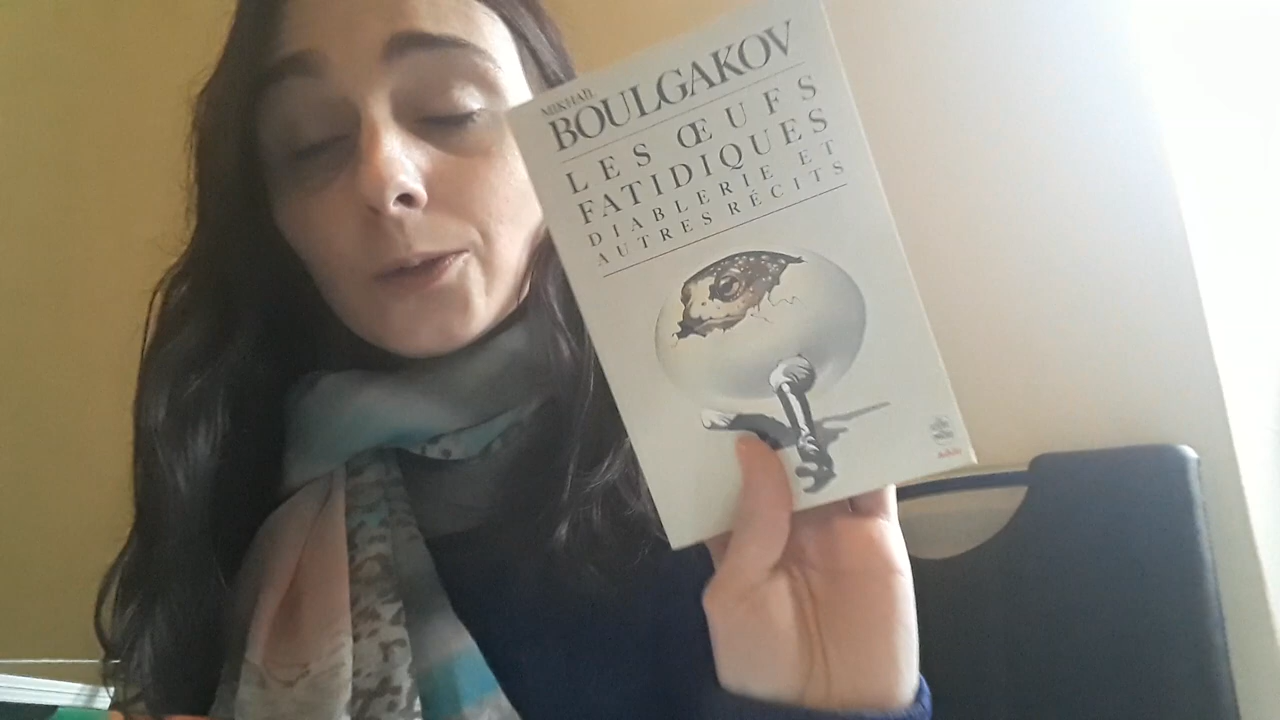 MIKHAÏL
BOULGAKOV
LES ŒUFS
FATIDIQUES
DIABLERIE ET
AUTRES RÉCITS